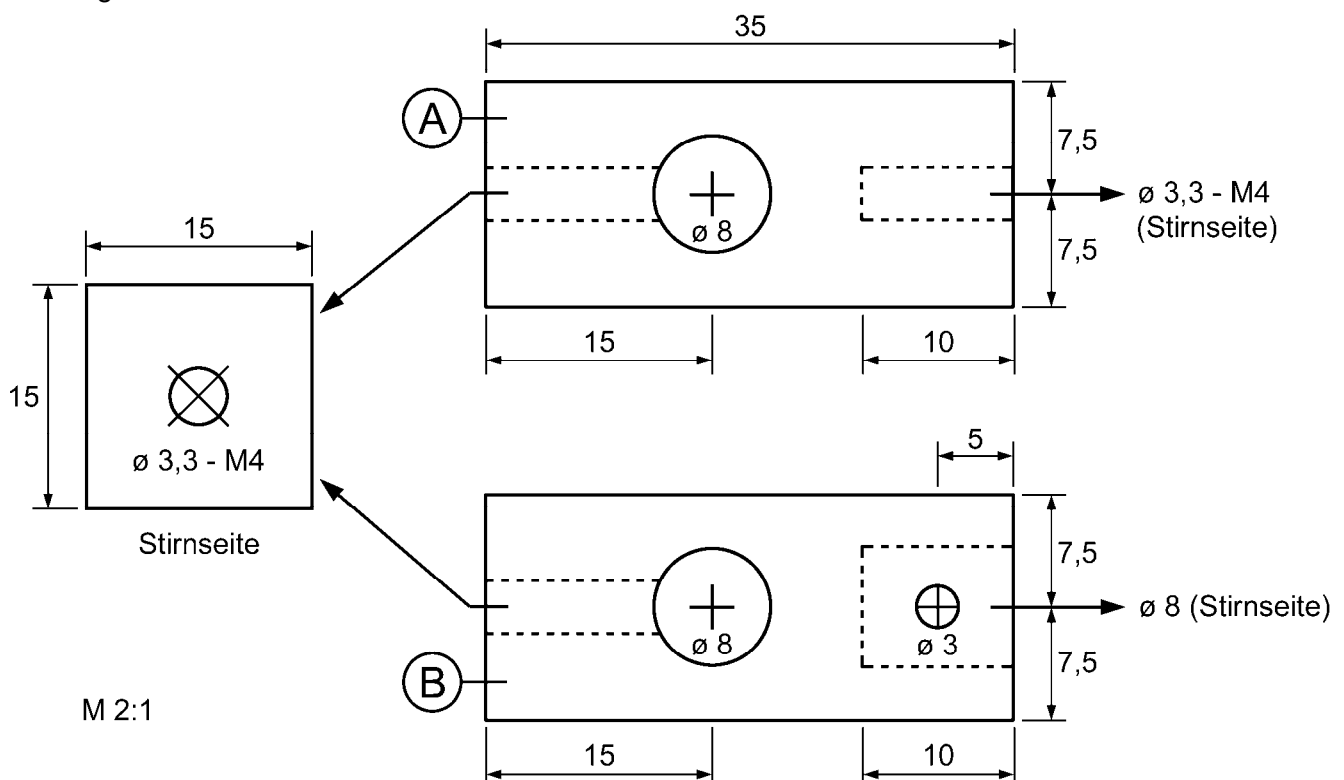 35
A
7,5
ø 8
ø 3,3 - M4
(Stirnseite)
7,5
15
10
15
15
ø 3,3 - M4
Stirnseite
5
7,5
ø 8
ø 3
ø 8 (Stirnseite)
7,5
B
M 2:1
15
10